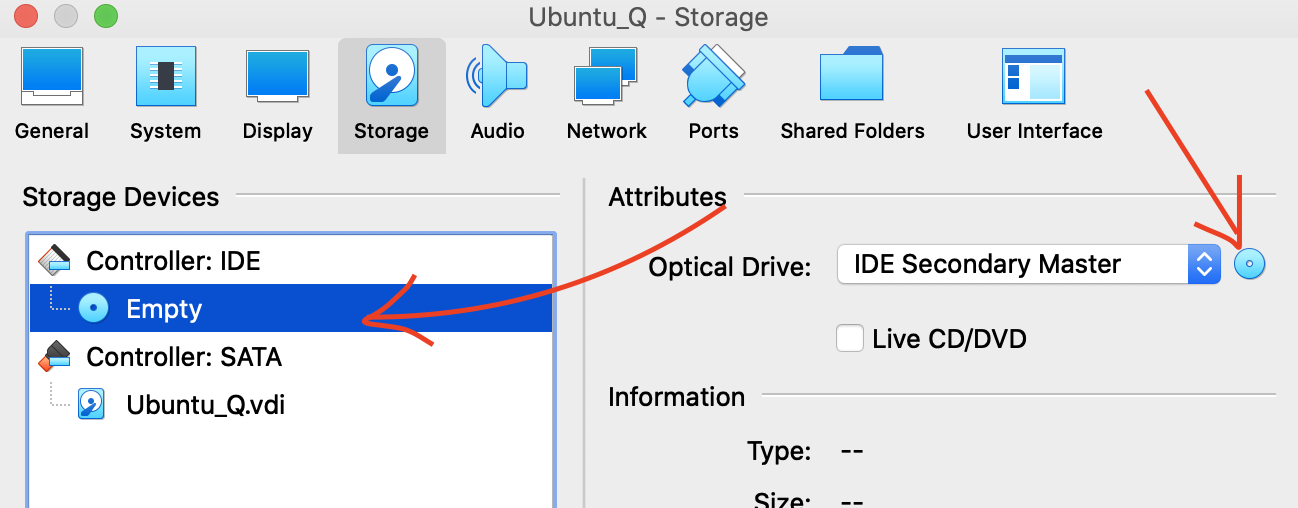 Ubuntu_Q - Storage
General System Display Storage Audio Network Ports Shared Folders User Interface
Storage Devices
Controller: IDE
Empty
Controller: SATA
Ubuntu_Q.vdi
Attributes
Optical Drive: IDE Secondary Master
Live CD/DVD
Information
Type: --
Size: --